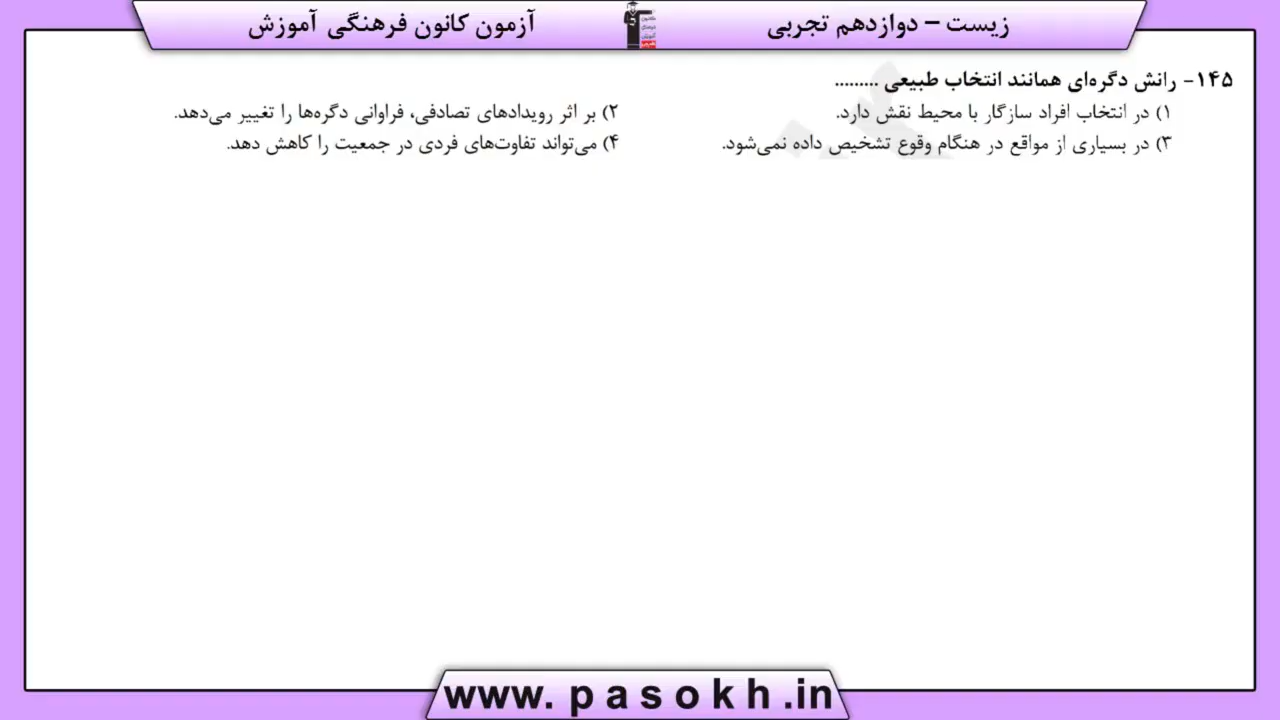 زیست – دوازدهم تجربی
آزمون کانون فرهنگی آموزش
۱۴۵- رانش دگره‌ای همانند انتخاب طبیعی .........
۱) در انتخاب افراد سازگار با محیط نقش دارد.
۲) بر اثر رویدادهای تصادفی، فراوانی دگره‌ها را تغییر می‌دهد.
۳) در بسیاری از مواقع در هنگام وقوع تشخیص داده نمی‌شود.
۴) می‌تواند تفاوت‌های فردی در جمعیت را کاهش دهد.
www. p a s o k h .in